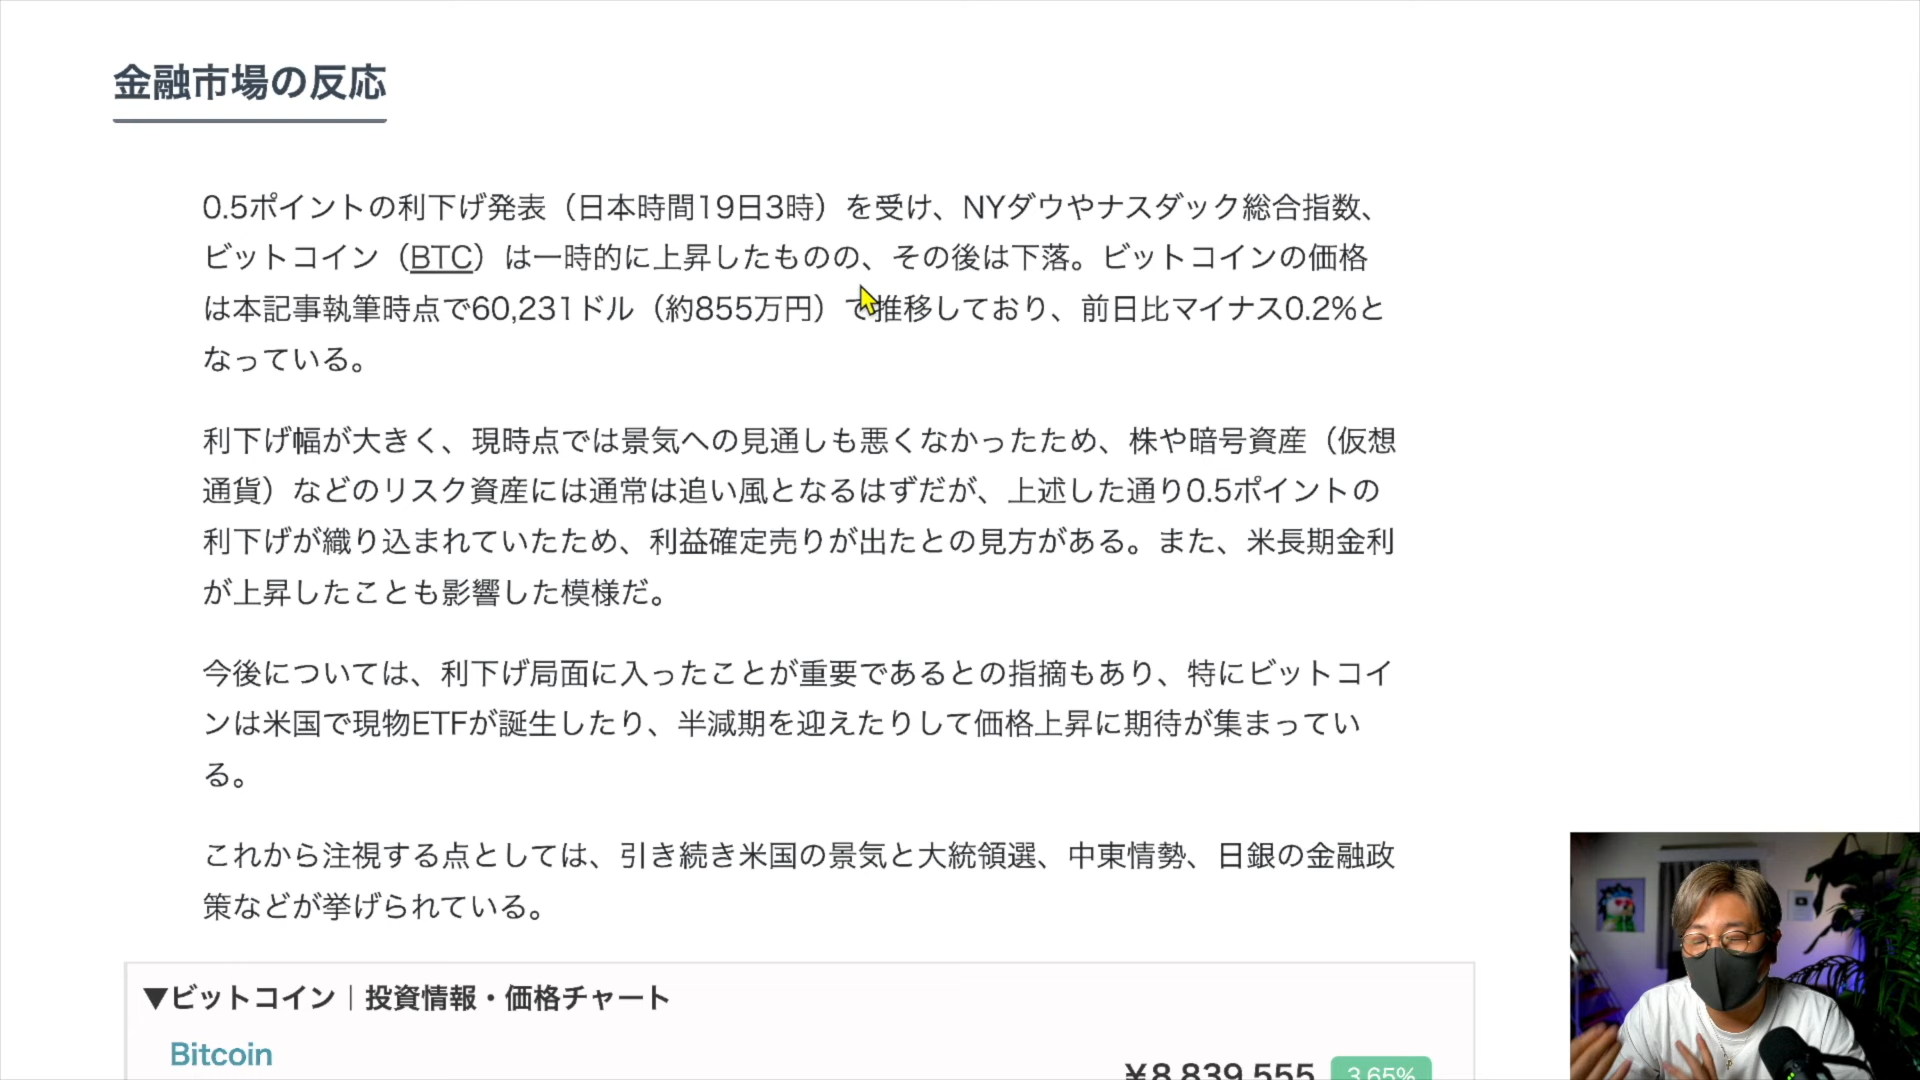 金融市場の反応
0.5ポイントの利下げ発表（日本時間19日3時）を受け、NYダウやナスダック総合指数、
ビットコイン（BTC）は一時的に上昇したものの、その後は下落。ビットコインの価格
は本記事執筆時点で60,231ドル（約855万円）で推移しており、前日比マイナス0.2%と
なっている。
利下げ幅が大きく、現時点では景気への見通しも悪くなかったため、株や暗号資産（仮想
通貨）などのリスク資産には通常は追い風となるはずだが、上述した通り0.5ポイントの
利下げが織り込まれていたため、利益確定売りが出たとの見方がある。また、米長期金利
が上昇したことも影響した模様だ。
今後については、利下げ局面に入ったことが重要であるとの指摘もあり、特にビットコイ
ンは米国で現物ETFが誕生したり、半減期を迎えたりして価格上昇に期待が集まってい
る。
これから注視する点としては、引き続き米国の景気と大統領選、中東情勢、日銀の金融政
策などが挙げられている。
▼ビットコイン｜投資情報・価格チャート
Bitcoin
¥8,839,555 3.65%